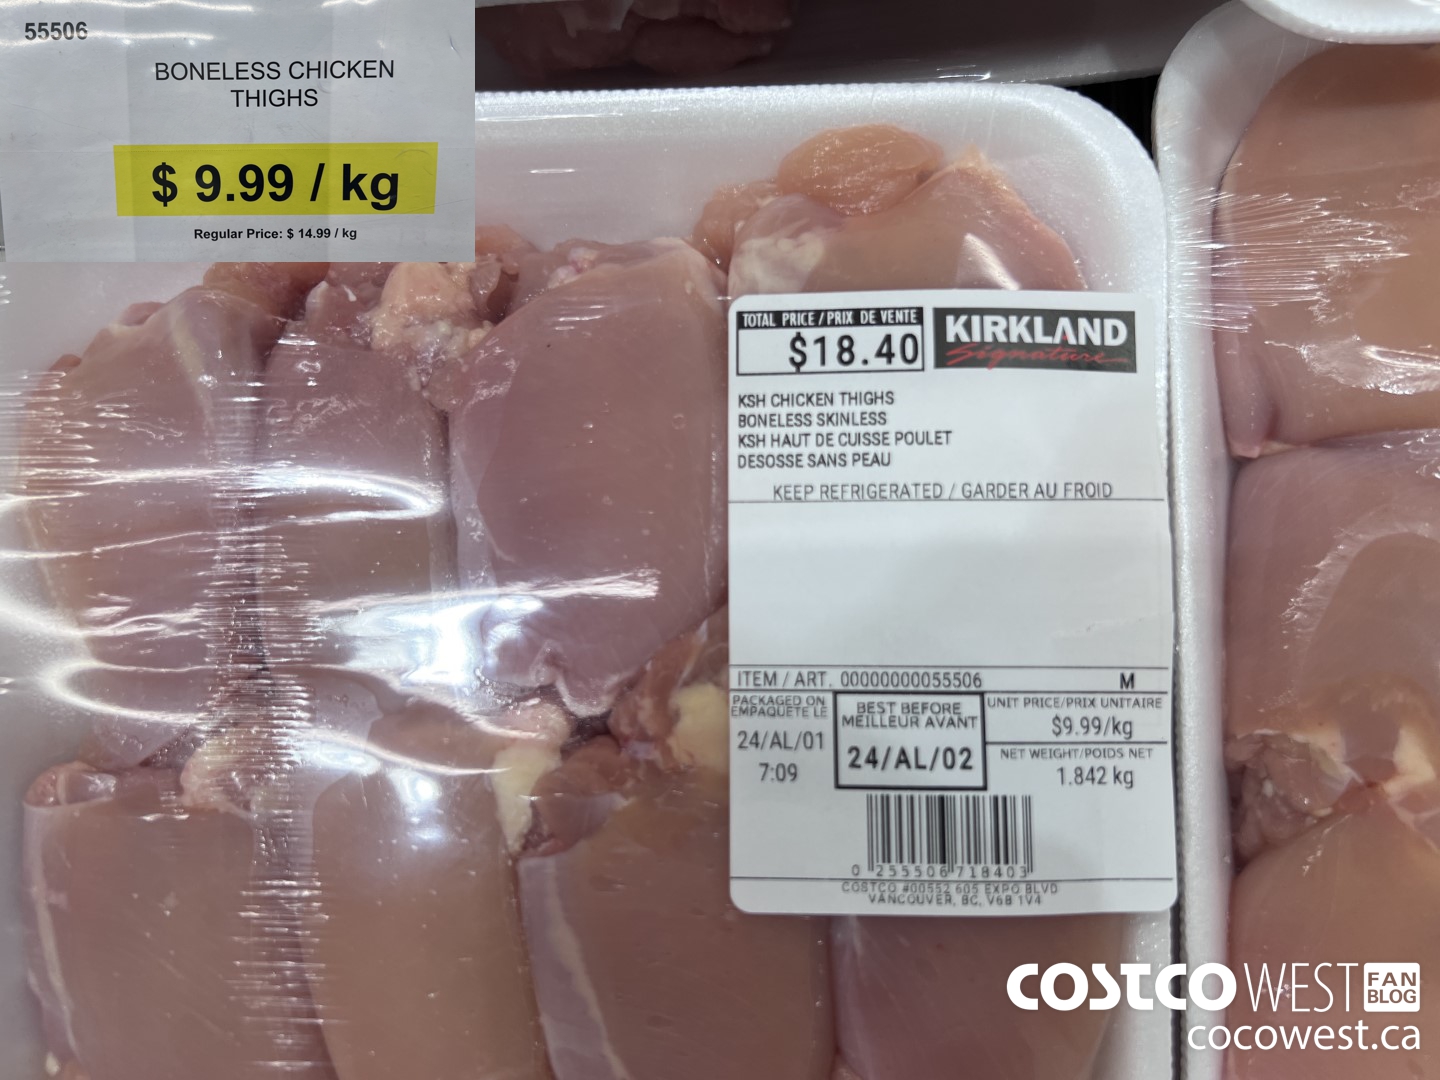 55506
BONELESS CHICKEN
THIGHS
$ 9.99 / kg
Regular Price: $ 14.99 / kg
TOTAL PRICE/PRIX DE VENTE
$18.40
KIRKLAND
Signature
KSH CHICKEN THIGHS
BONELESS SKINLESS
KSH HAUT DE CUISSE POULET
DESOSSE SANS PEAU
KEEP REFRIGERATED / GARDER AU FROID
ITEM / ART. 00000000055506 M
PACKAGED ON
EMPAQUETE LE
24/AL/01
7:09
BEST BEFORE
MEILLEUR AVANT
24/AL/02
UNIT PRICE/PRIX UNITAIRE
$9.99/kg
NET WEIGHT/POIDS NET
1.842 kg
0 255506 718403
COSTCO #00552 605 EXPO BLVD
VANCOUVER, BC, V6B 1V4
COSTCO WEST FAN BLOG
cocowest.ca